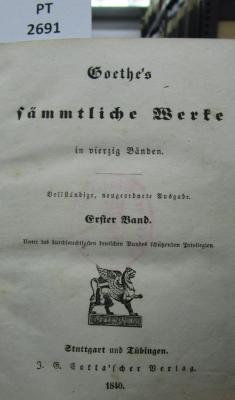 PT
2691
Goethe's
sämmtliche Werke
in vierzig Bänden.
Vollständige, neugeordnete Ausgabe.
Erster Band.
Unter des durchlauchtigsten deutschen Bundes schützenden Privilegien.
Stuttgart und Tübingen.
J. G. Cotta'scher Verlag.
1840.